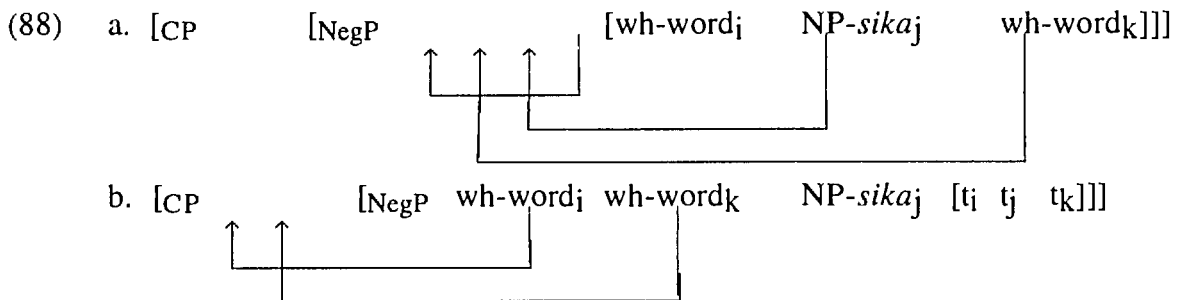 (88) a. [CP [NegP [wh-wordi NP-sikaj wh-wordk]]]
b. [CP [NegP wh-wordi wh-wordk NP-sikaj [ti tj tk]]]